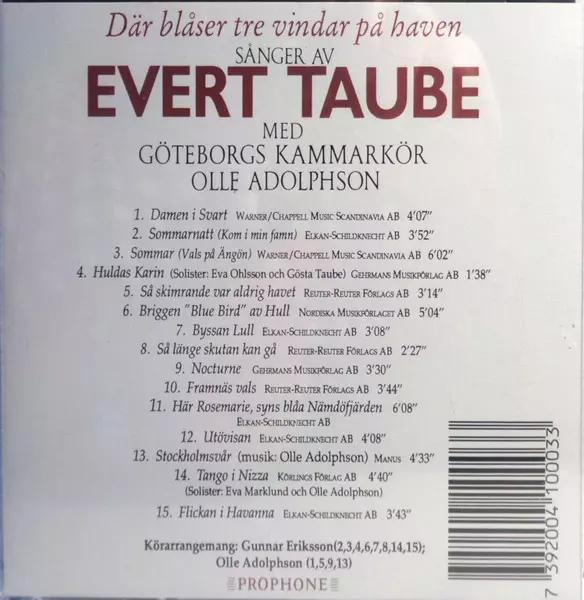 Där blåser tre vindar på haven
SÅNGER AV
EVERT TAUBE
MED
GÖTEBORGS KAMMARKÖR
OLLE ADOLPHSON
1. Damen i Svart WARNER/CHAPPELL MUSIC SCANDINAVIA AB 4'07"
2. Sommarnatt (Kom i min famn) ELKAN-SCHILDKNECHT AB 3'52"
3. Sommar (Vals på Ängön) WARNER/CHAPPELL MUSIC SCANDINAVIA AB 6'02"
4. Huldas Karin (Solister: Eva Ohlsson och Gösta Taube) GEHRMANS MUSIKFÖRLAG AB 1'38"
5. Så skimrande var aldrig havet REUTER-REUTER FÖRLAGS AB 3'14"
6. Briggen "Blue Bird" av Hull NORDISKA MUSIKFÖRLAGET AB 5'04"
7. Byssan Lull ELKAN-SCHILDKNECHT AB 3'08"
8. Så länge skutan kan gå REUTER-REUTER FÖRLAGS AB 2'27"
9. Nocturne GEHRMANS MUSIKFÖRLAG AB 3'30"
10. Framnäs vals REUTER-REUTER FÖRLAGS AB 3'44"
11. Här Rosemarie, syns blåa Nämdöfjärden 6'08"
ELKAN-SCHILDKNECHT AB
12. Utövisan ELKAN-SCHILDKNECHT AB 4'08"
13. Stockholmsvår (musik: Olle Adolphson) MANUS 4'33"
14. Tango i Nizza KÖRLINGS FÖRLAG AB 4'40"
(Solister: Eva Marklund och Olle Adolphson)
15. Flickan i Havanna ELKAN-SCHILDKNECHT AB 3'43"
Körarrangemang: Gunnar Eriksson(2,3,4,6,7,8,14,15);
Olle Adolphson (1,5,9,13)
PROPHONE
7 392004 100033